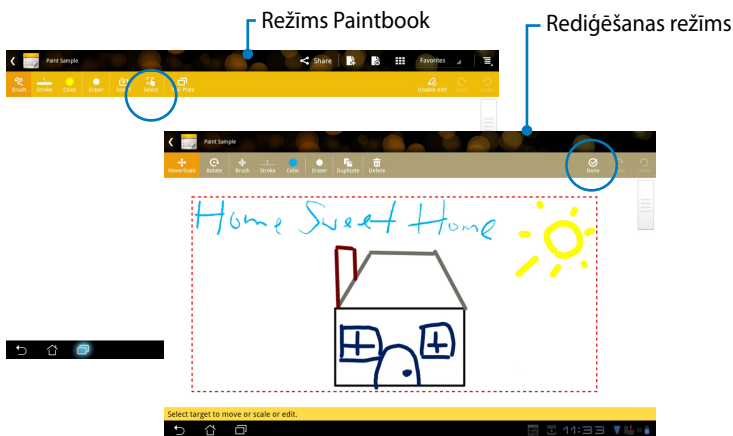 Režīms Paintbook
Rediģēšanas režīms
Paint Sample
Share
Favorites
Brush Stroke Color Eraser Select Disable edit
Paint Sample
Move/Scale Rotate Brush Stroke Color Eraser Duplicate Delete Done
Home Sweet Home
Select target to move or scale or edit.
11:33